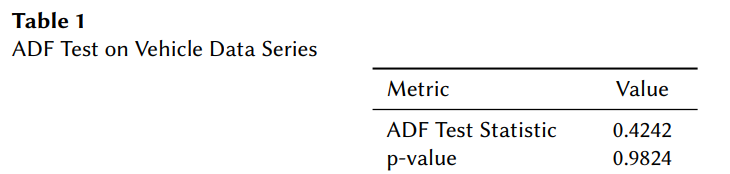 Table 1
ADF Test on Vehicle Data Series
Metric Value
ADF Test Statistic 0.4242
p-value 0.9824